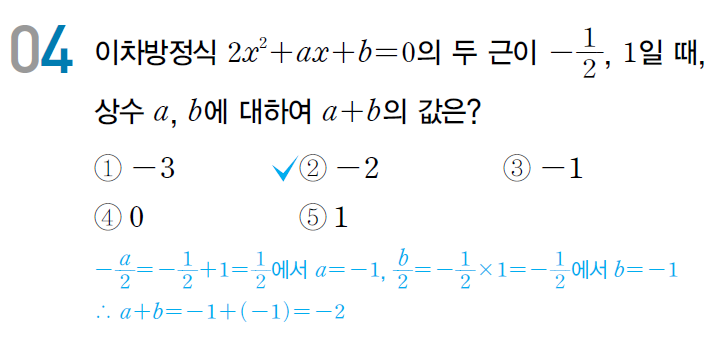 04 이차방정식 2x²+ax+b=0의 두 근이 -1/2, 1일 때,
상수 a, b에 대하여 a+b의 값은?
① -3 ✓② -2 ③ -1
④ 0 ⑤ 1
-a/2=-1/2+1=1/2에서 a=-1, b/2=-1/2×1=-1/2에서 b=-1
∴ a+b=-1+(-1)=-2